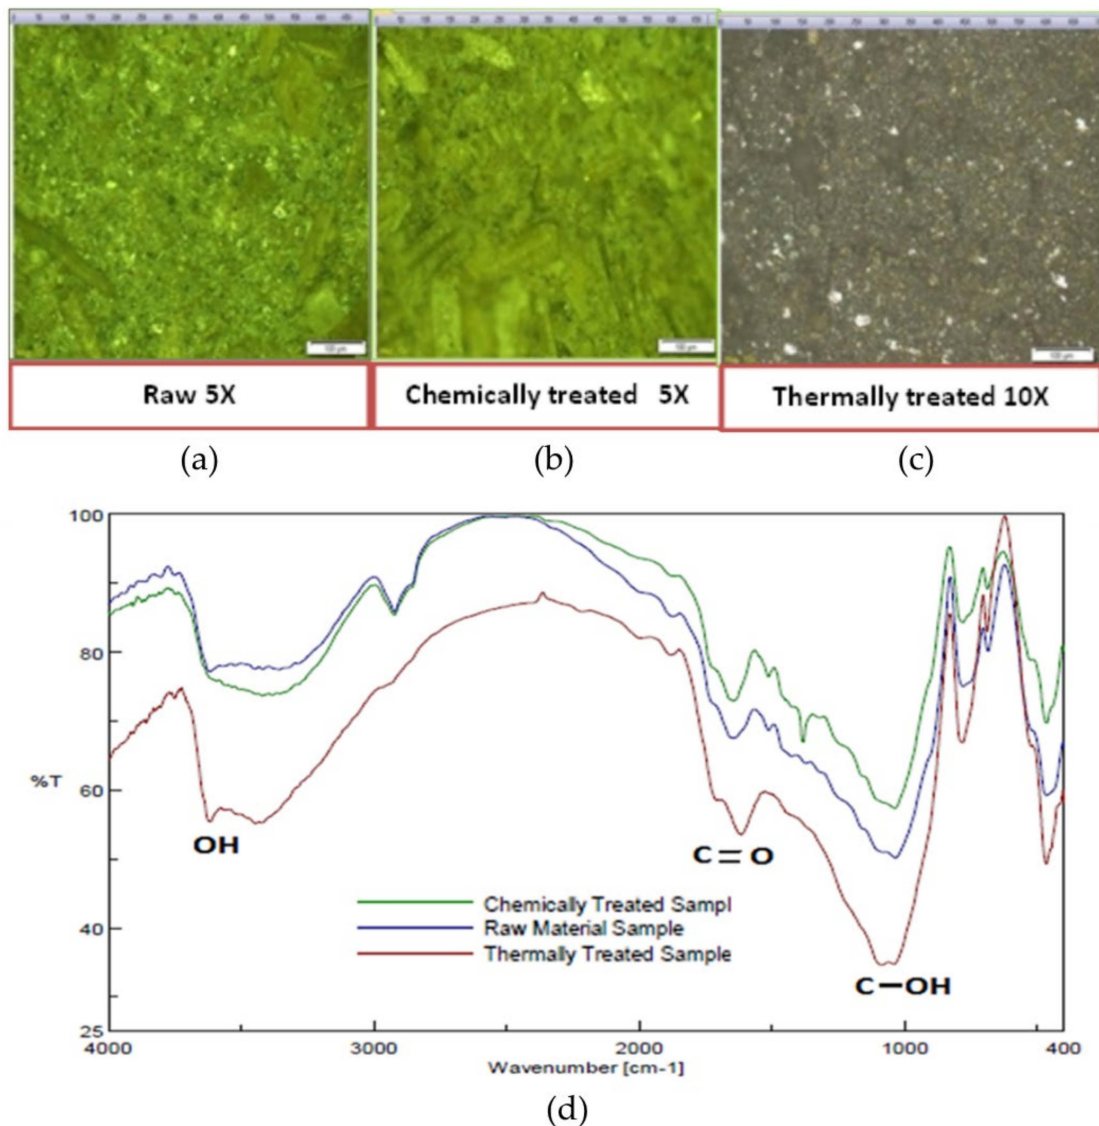 Raw 5X
Chemically treated 5X
Thermally treated 10X
(a)
(b)
(c)
100
80
%T
60
40
25
OH
C=O
C-OH
Chemically Treated Sampl
Raw Material Sample
Thermally Treated Sample
4000
3000
2000
1000
400
Wavenumber [cm-1]
(d)